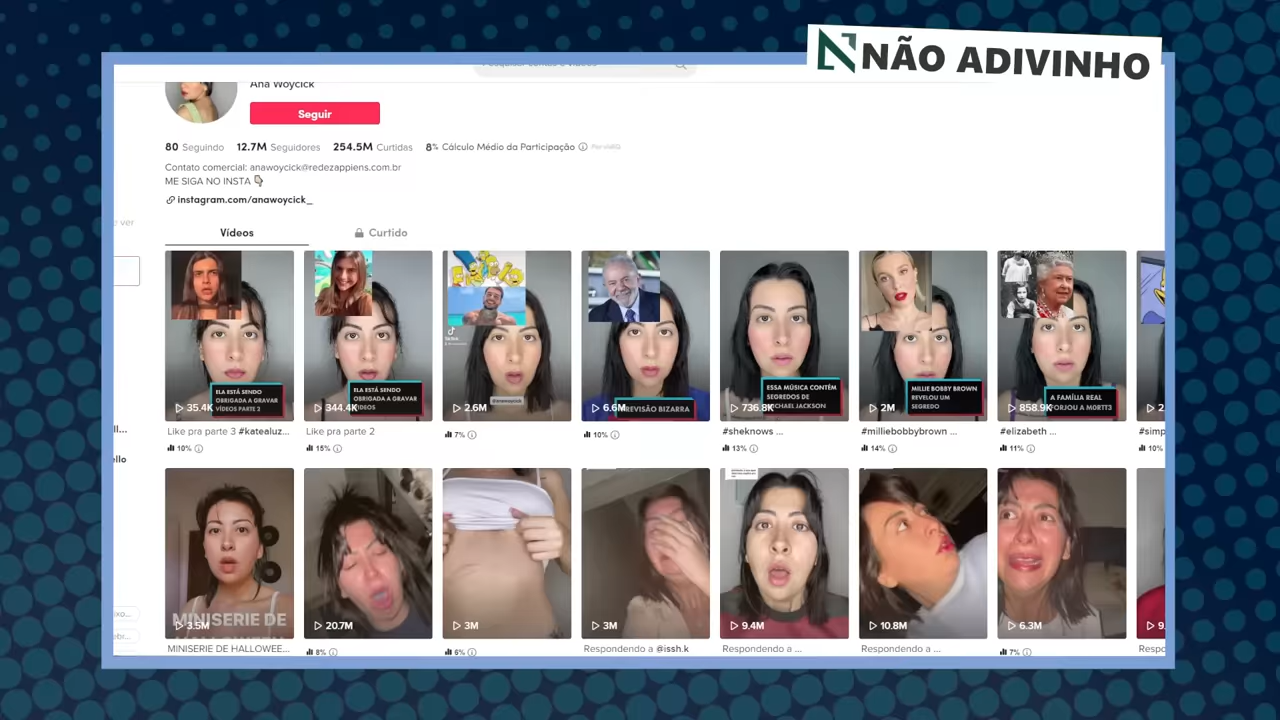 NÃO ADIVINHO
Ana Woycick
Seguir
80 Seguindo 12.7M Seguidores 254.5M Curtidas 8% Cálculo Médio da Participação
Contato comercial: anawoycick@redezappiens.com.br
ME SIGA NO INSTA
instagram.com/anawoycick_
e ver
Vídeos Curtido
ELA ESTÁ SENDO
OBRIGADA A GRAVAR
VÍDEOS PARTE 3
35.4K
ELA ESTÁ SENDO
OBRIGADA A GRAVAR
344.4K
2.6M
6.6M
REVISÃO BIZARRA
ESSA MÚSICA CONTÉM
SEGREDOS DE
736.8K
MILLIE BOBBY BROWN
REVELOU UM
SEGREDO
2M
A FAMÍLIA REAL
858.9K
2.
Like pra parte 3 #katealuz...
Like pra parte 2
#sheknows ...
#milliebobbybrown ...
#elizabeth ...
#simp
10% 15% 7% 10% 13% 14% 11% 10%
MINISERIE DE
3.5M
20.7M
3M
3M
9.4M
10.8M
6.3M
9.
MINISERIE DE HALLOWEE...
8%
6%
Respondendo a @issh.k
Respondendo a ...
Respondendo a ...
7%
Respo